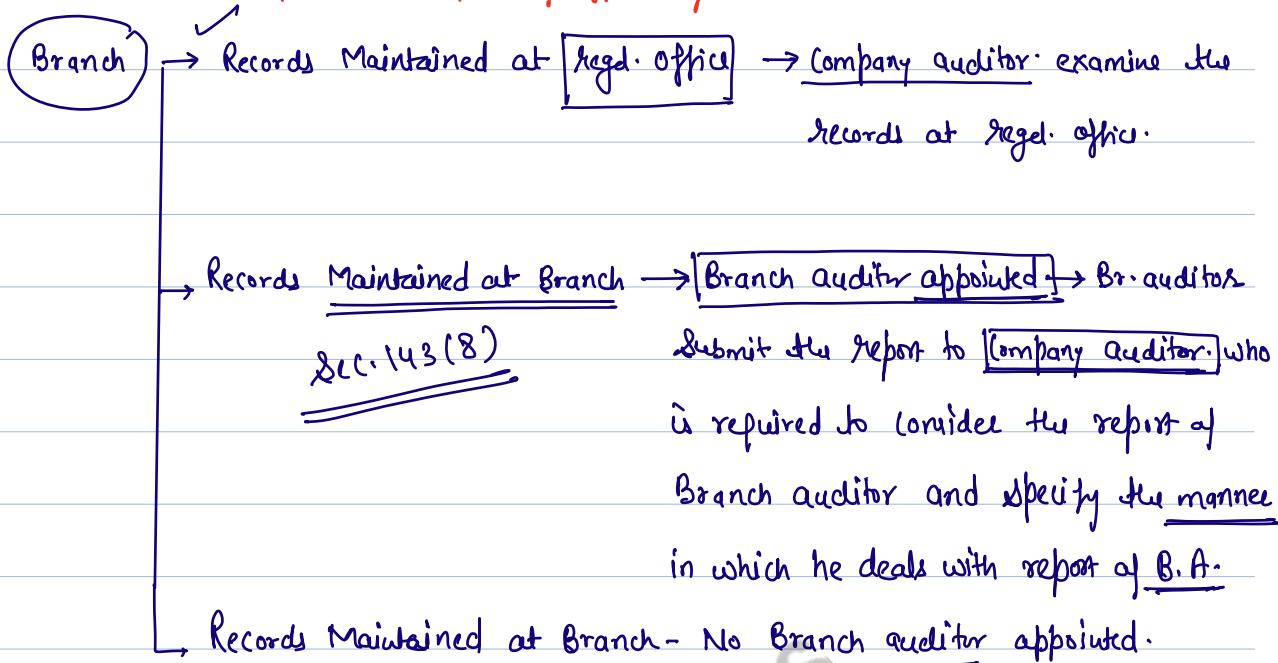 Branch → Records Maintained at regd. office → Company auditor. examine the
records at regd. office.
Records Maintained at Branch → Branch auditor appointed. → Br. auditor
Sec. 143(8)
Submit the report to Company auditor. who
is required to consider the report of
Branch auditor and specify the manner
in which he deals with report of B.A.
Records Maintained at Branch - No Branch auditor appointed.